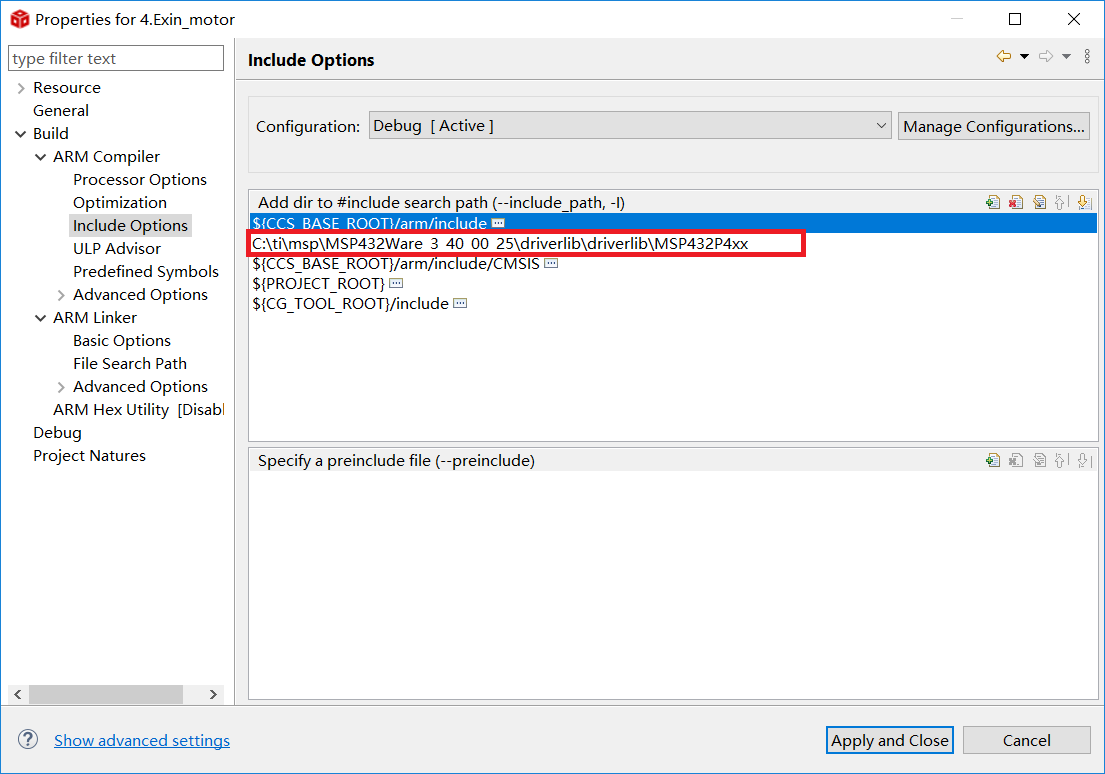 Properties for 4.Exin_motor
type filter text
Resource
General
Build
ARM Compiler
Processor Options
Optimization
Include Options
ULP Advisor
Predefined Symbols
Advanced Options
ARM Linker
Basic Options
File Search Path
Advanced Options
ARM Hex Utility [Disabl
Debug
Project Natures
Include Options
Configuration: Debug [ Active ] Manage Configurations...
Add dir to #include search path (--include_path, -I)
${CCS_BASE_ROOT}/arm/include
C:\ti\msp\MSP432Ware_3_40_00_25\driverlib\driverlib\MSP432P4xx
${CCS_BASE_ROOT}/arm/include/CMSIS
${PROJECT_ROOT}
${CG_TOOL_ROOT}/include
Specify a preinclude file (--preinclude)
? Show advanced settings Apply and Close Cancel